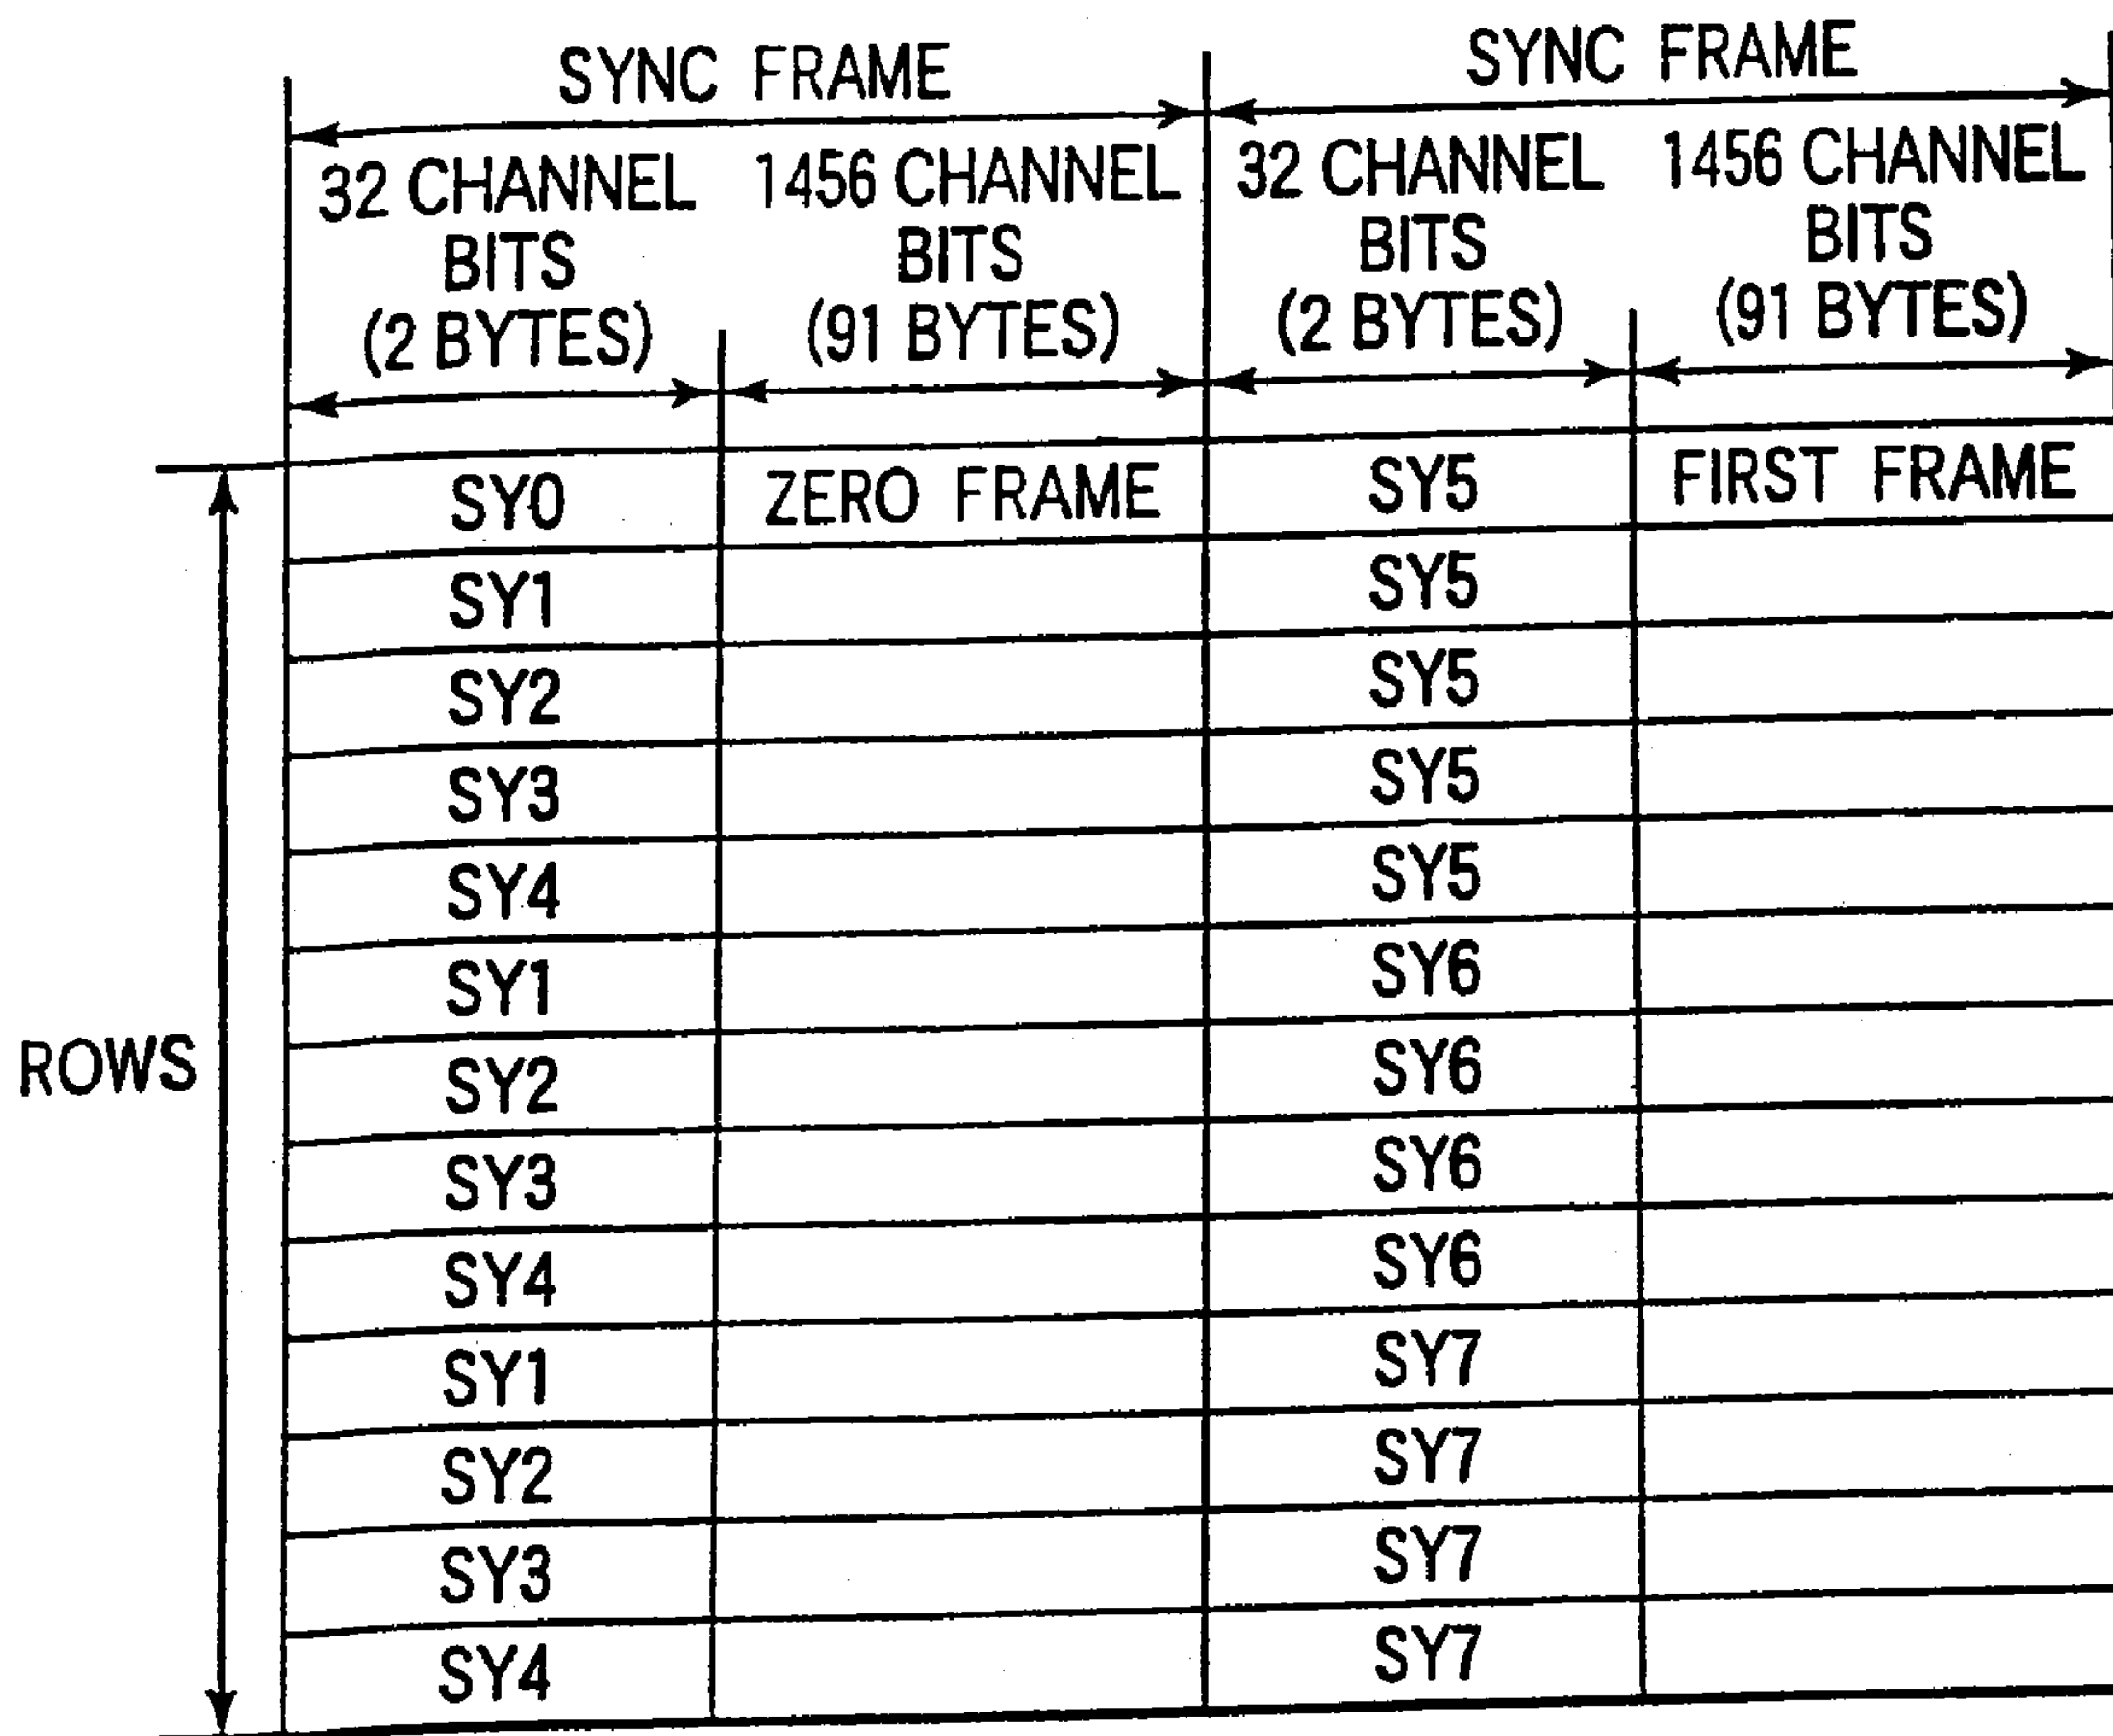 SYNC FRAME SYNC FRAME
32 CHANNEL BITS (2 BYTES) 1456 CHANNEL BITS (91 BYTES) 32 CHANNEL BITS (2 BYTES) 1456 CHANNEL BITS (91 BYTES)
SY0 ZERO FRAME SY5 FIRST FRAME
SY1 SY5
SY2 SY5
SY3 SY5
SY4 SY5
SY1 SY6
ROWS SY2 SY6
SY3 SY6
SY4 SY6
SY1 SY7
SY2 SY7
SY3 SY7
SY4 SY7